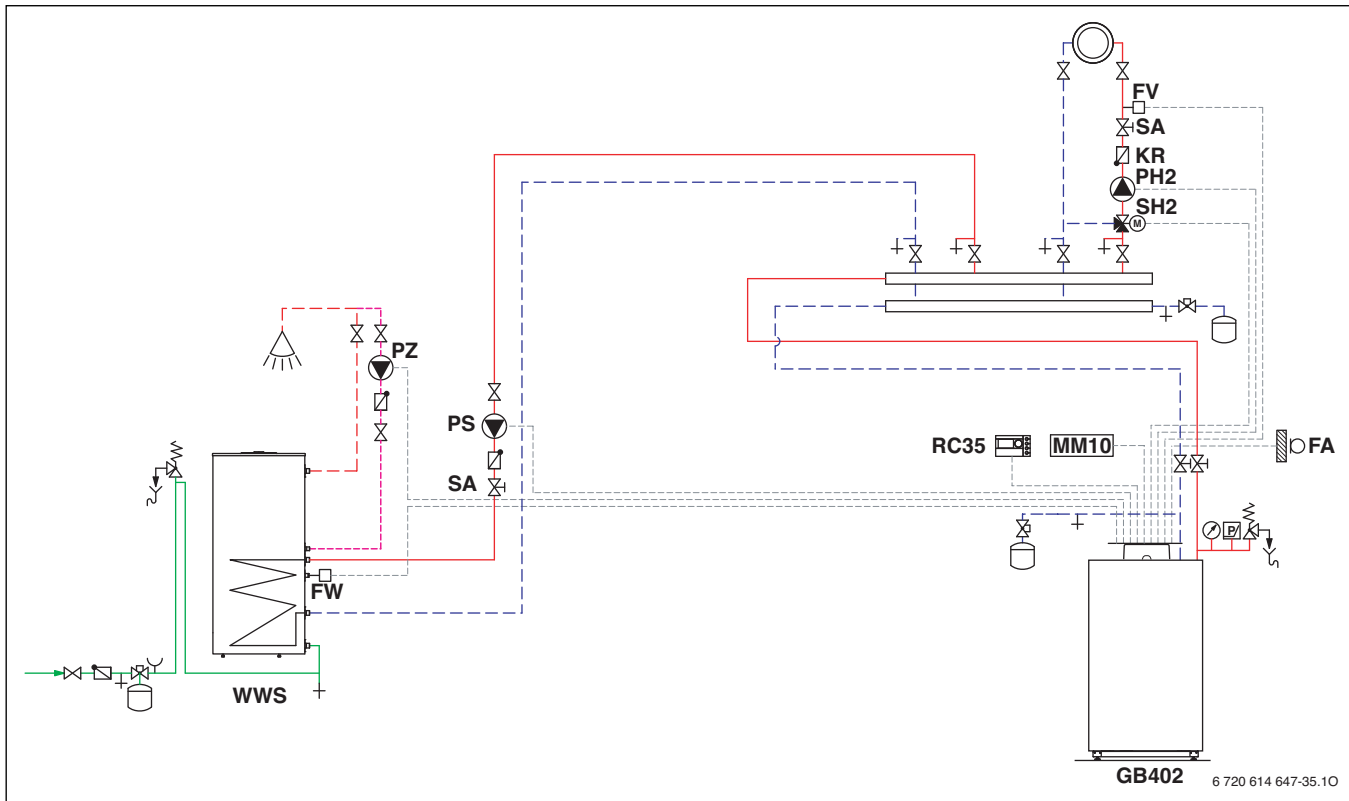 FV
SA
KR
PH2
SH2
M
PZ
PS
SA
RC35
MM10
FA
P
FW
WWS
GB402
6 720 614 647-35.1O